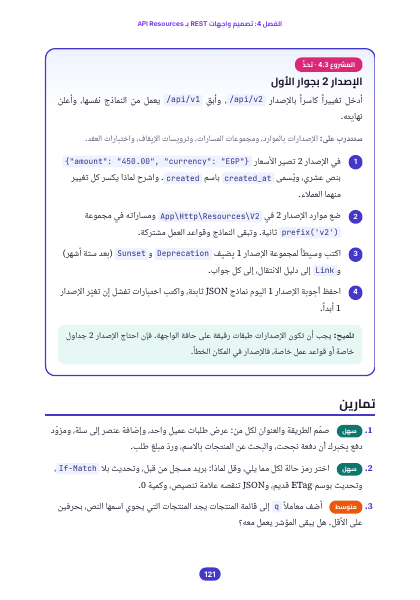 الفصل 4: تصميم واجهات REST بـ API Resources
المشروع 4.3 · تحدٍّ
الإصدار 2 بجوار الأول
أدخل تغييراً كاسراً بالإصدار /api/v2، وأبقِ /api/v1 يعمل من النماذج نفسها، وأعلن
نهايته.
ستتدرب على: الإصدارات بالموارد، ومجموعات المسارات، وترويسات الإيقاف، واختبارات العقد.
1 في الإصدار 2 تصير الأسعار {"amount": "450.00", "currency": "EGP"}
بنص عشري، ويُسمى created_at باسم created. واشرح لماذا يكسر كل تغيير
منهما العملاء.
2 ضع موارد الإصدار 2 في App\Http\Resources\V2 ومساراته في مجموعة
prefix('v2') ثانية. وتبقى النماذج وقواعد العمل مشتركة.
3 اكتب وسيطاً لمجموعة الإصدار 1 يضيف Deprecation و Sunset (بعد ستة أشهر)
و Link إلى دليل الانتقال، إلى كل جواب.
4 احفظ أجوبة الإصدار 1 اليوم نماذج JSON ثابتة، واكتب اختبارات تفشل إن تغيّر الإصدار
1 أبداً.
تلميح: يجب أن تكون الإصدارات طبقات رقيقة على حافة الواجهة. فإن احتاج الإصدار 2 جداول
خاصة أو قواعد عمل خاصة، فالإصدار في المكان الخطأ.
تمارين
1. سهل صمّم الطريقة والعنوان لكل من: عرض طلبات عميل واحد، وإضافة عنصر إلى سلة، ومزوّد
دفع يخبرك أن دفعة نجحت، والبحث عن المنتجات بالاسم، وردّ مبلغ طلب.
2. سهل اختر رمز حالة لكل مما يلي، وقل لماذا: بريد مسجل من قبل، وتحديث بلا If-Match،
وتحديث بوسم ETag قديم، وJSON تنقصه علامة تنصيص، وكمية 0.
3. متوسط أضف معاملاً q إلى قائمة المنتجات يجد المنتجات التي يحوي اسمها النص، بحرفين
على الأقل. هل يبقى المؤشر يعمل معه؟
121